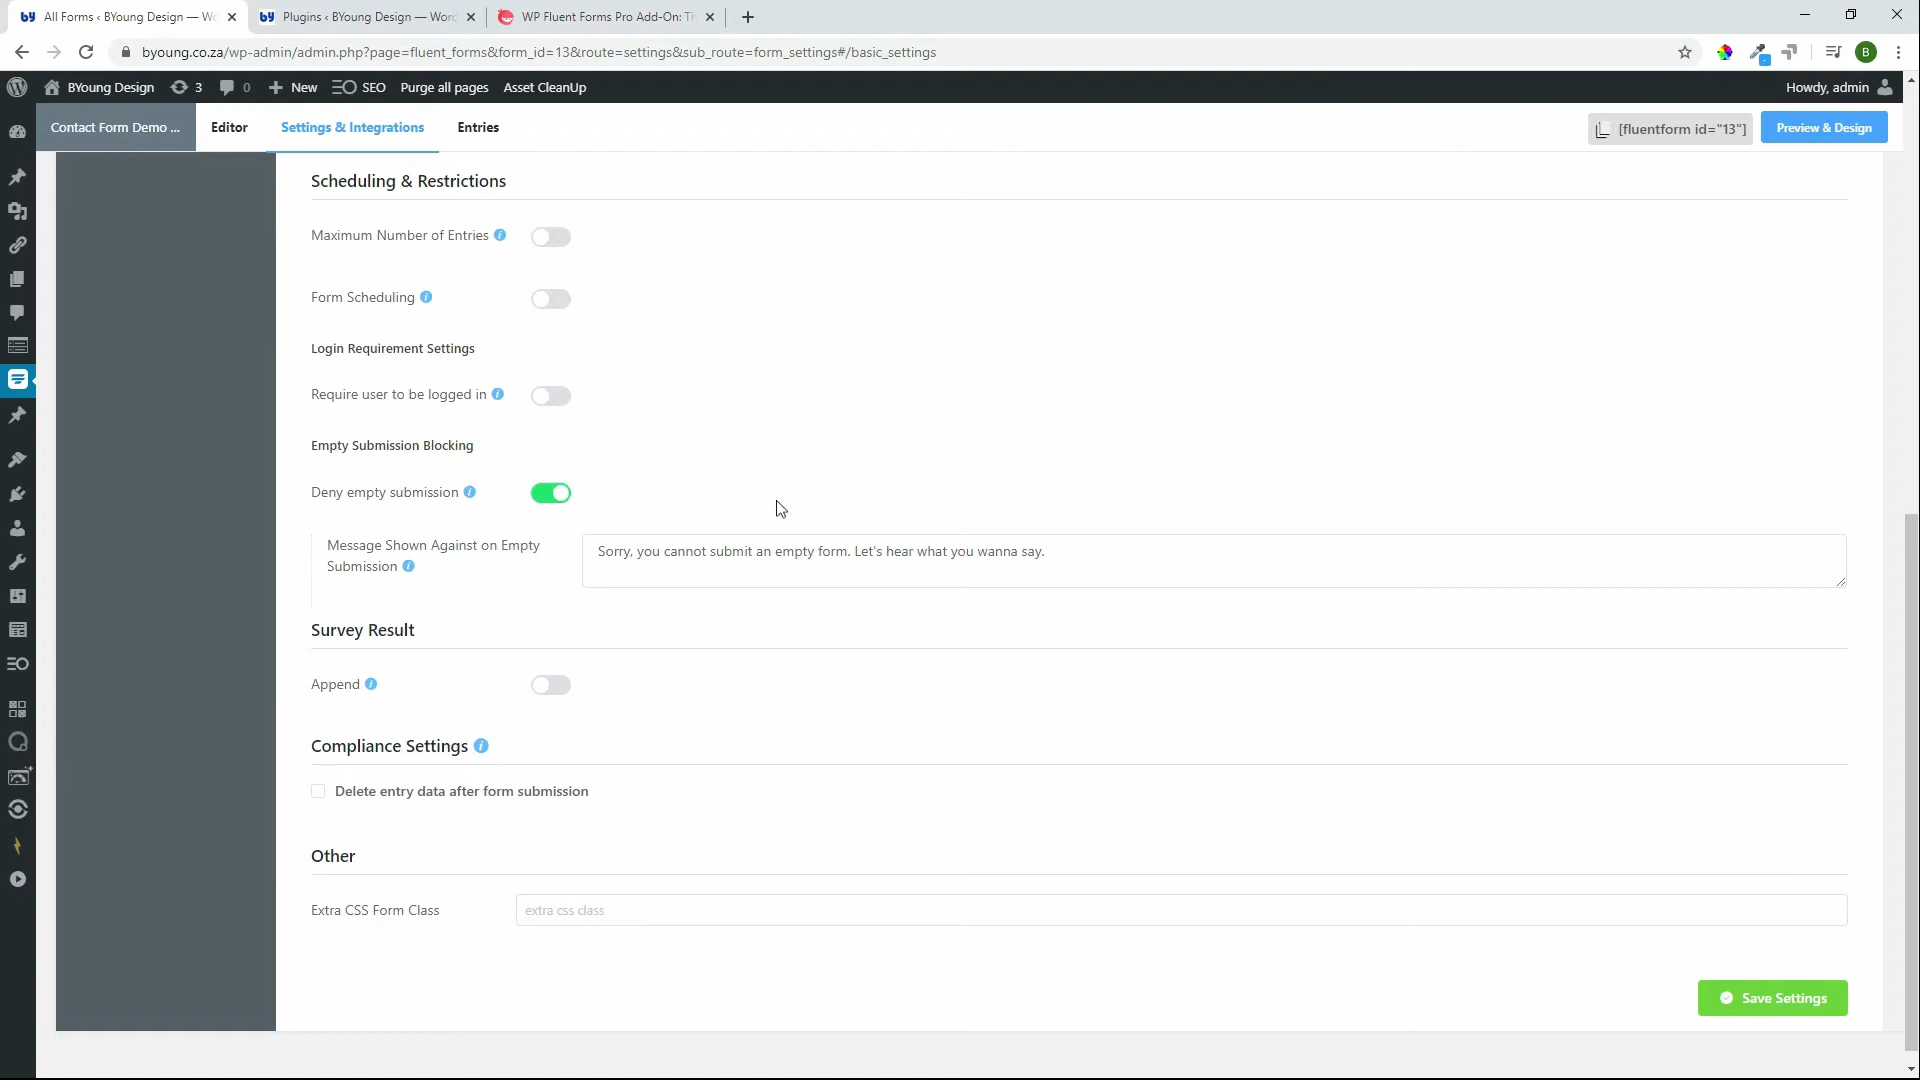 by All Forms ‹ BYoung Design — Wo
by Plugins ‹ BYoung Design — Word
WP Fluent Forms Pro Add-On: Th
byoung.co.za/wp-admin/admin.php?page=fluent_forms&form_id=13&route=settings&sub_route=form_settings#/basic_settings
B
BYoung Design
3
0
New
SEO
Purge all pages
Asset CleanUp
Howdy, admin
Contact Form Demo ...
Editor
Settings & Integrations
Entries
[fluentform id="13"]
Preview & Design
Scheduling & Restrictions
Maximum Number of Entries
Form Scheduling
Login Requirement Settings
Require user to be logged in
Empty Submission Blocking
Deny empty submission
Message Shown Against on Empty
Submission
Sorry, you cannot submit an empty form. Let's hear what you wanna say.
Survey Result
Append
Compliance Settings
Delete entry data after form submission
Other
Extra CSS Form Class
extra css class
Save Settings